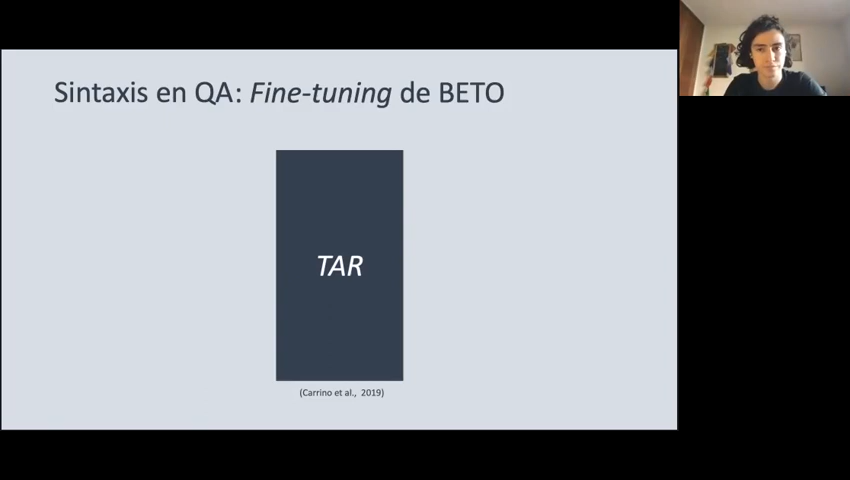 Sintaxis en QA: Fine-tuning de BETO
TAR
(Carrino et al., 2019)